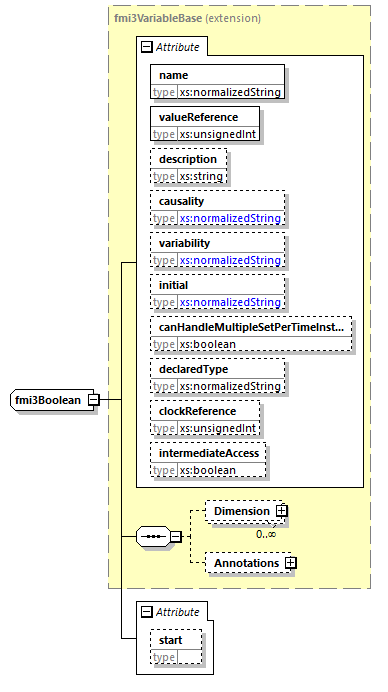 fmi3VariableBase (extension)
Attribute
name
type xs:normalizedString
valueReference
type xs:unsignedInt
description
type xs:string
causality
type xs:normalizedString
variability
type xs:normalizedString
initial
type xs:normalizedString
canHandleMultipleSetPerTimeInst...
type xs:boolean
declaredType
type xs:normalizedString
clockReference
type xs:unsignedInt
intermediateAccess
type xs:boolean
fmi3Boolean
Dimension
0..∞
Annotations
Attribute
start
type